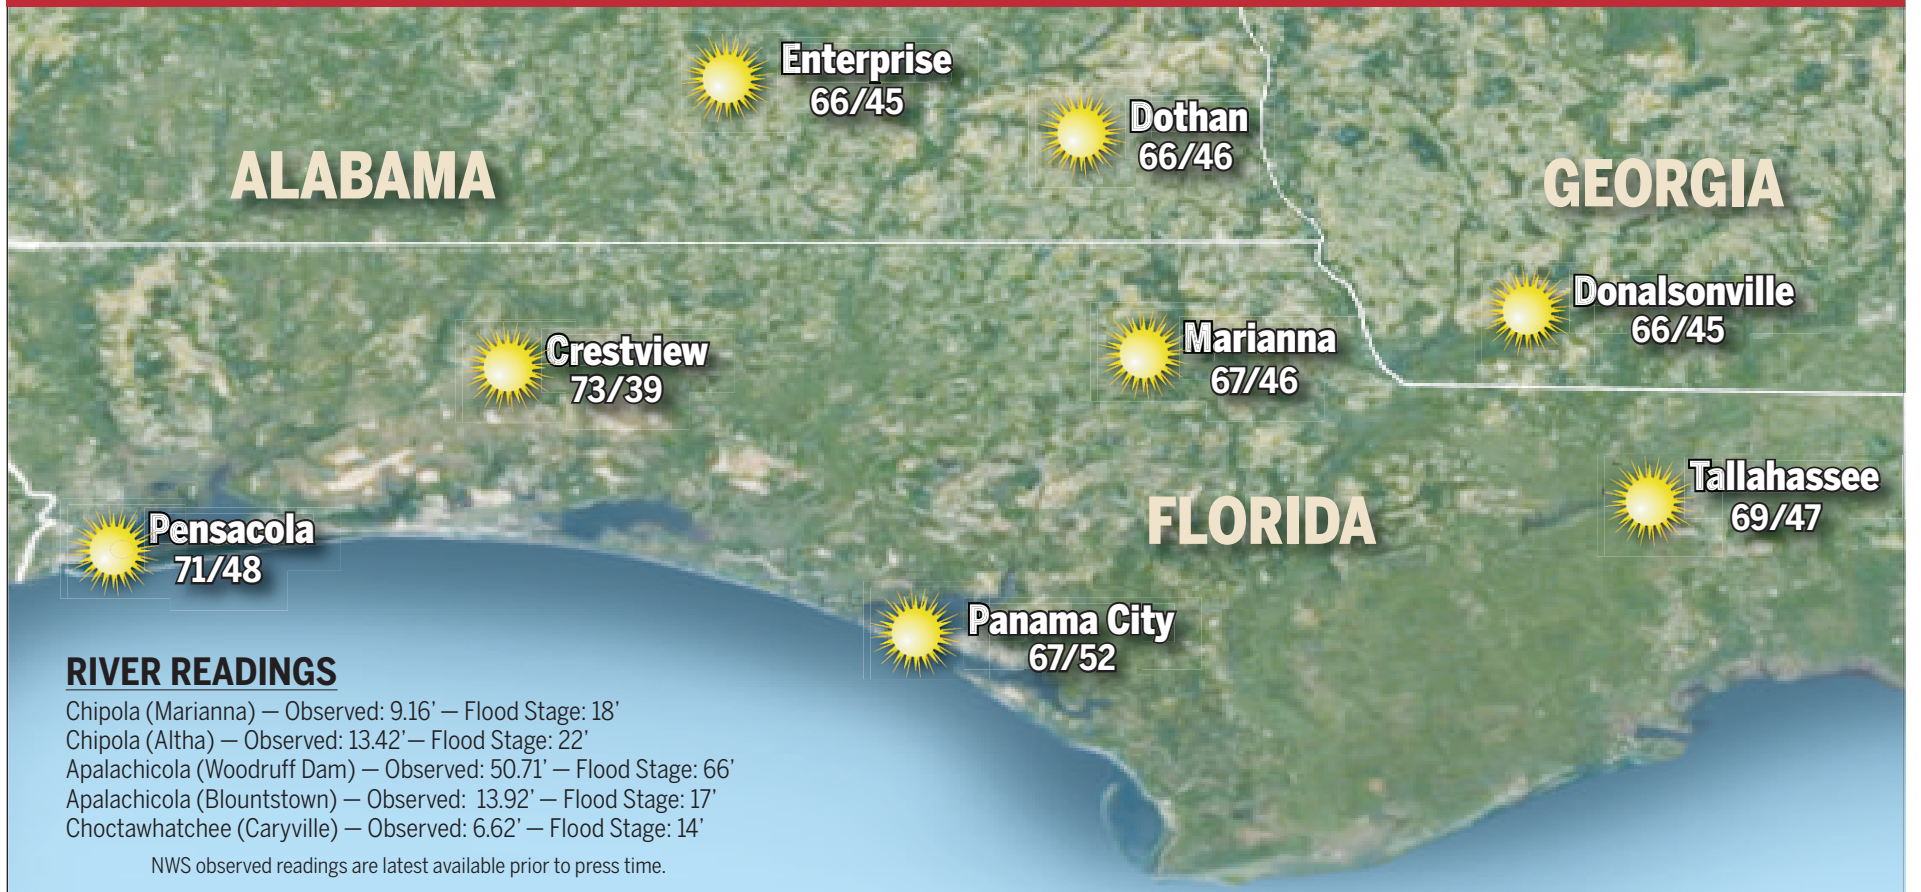 Enterprise
66/45
Dothan
66/46
ALABAMA
GEORGIA
Donalsonville
66/45
Crestview
73/39
Marianna
67/46
Tallahassee
69/47
FLORIDA
Pensacola
71/48
Panama City
67/52
RIVER READINGS
Chipola (Marianna) — Observed: 9.16’ — Flood Stage: 18’
Chipola (Altha) — Observed: 13.42’— Flood Stage: 22’
Apalachicola (Woodruff Dam) — Observed: 50.71’ — Flood Stage: 66’
Apalachicola (Blountstown) — Observed: 13.92’ — Flood Stage: 17’
Choctawhatchee (Caryville) — Observed: 6.62’ — Flood Stage: 14’
NWS observed readings are latest available prior to press time.